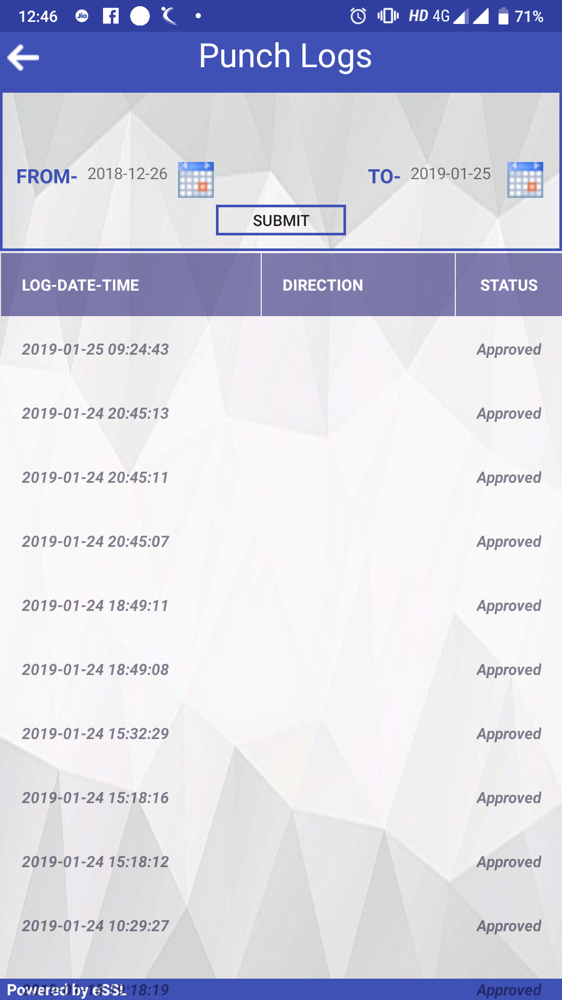 12:46 Jio HD 4G 71%
Punch Logs
FROM- 2018-12-26 TO- 2019-01-25
SUBMIT
LOG-DATE-TIME DIRECTION STATUS
2019-01-25 09:24:43 Approved
2019-01-24 20:45:13 Approved
2019-01-24 20:45:11 Approved
2019-01-24 20:45:07 Approved
2019-01-24 18:49:11 Approved
2019-01-24 18:49:08 Approved
2019-01-24 15:32:29 Approved
2019-01-24 15:18:16 Approved
2019-01-24 15:18:12 Approved
2019-01-24 10:29:27 Approved
Powered by eSSL
Approved